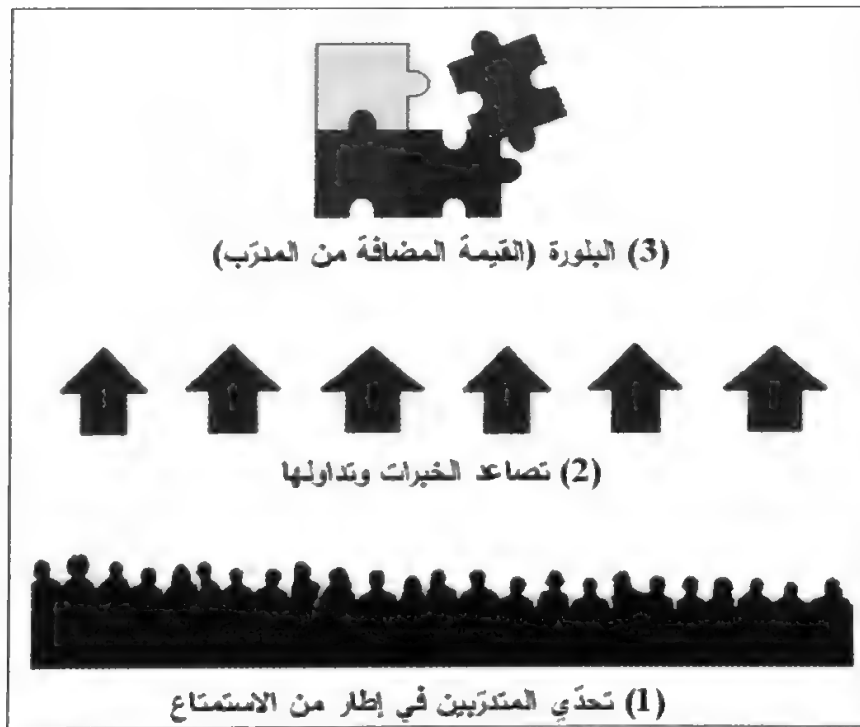 (3) البلورة (القيمة المضافة من المدرّب)
(2) تصاعد الخبرات وتداولها
(1) تحدّي المتدرّبين في إطار من الاستمتاع